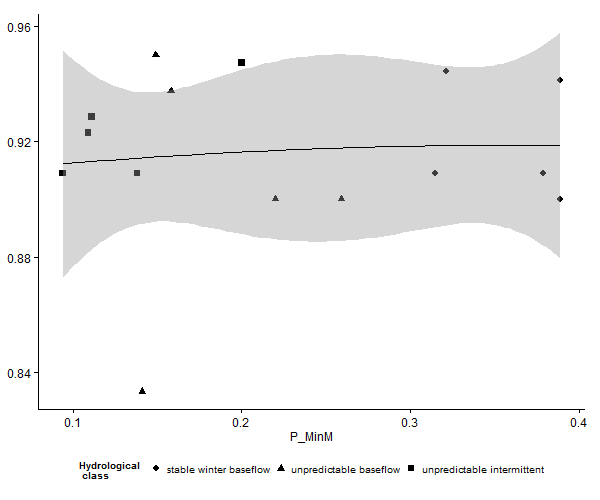 0.96
0.92
0.88
0.84
0.1 0.2 0.3 0.4
P_MinM
Hydrological
class
stable winter baseflow unpredictable baseflow unpredictable intermittent